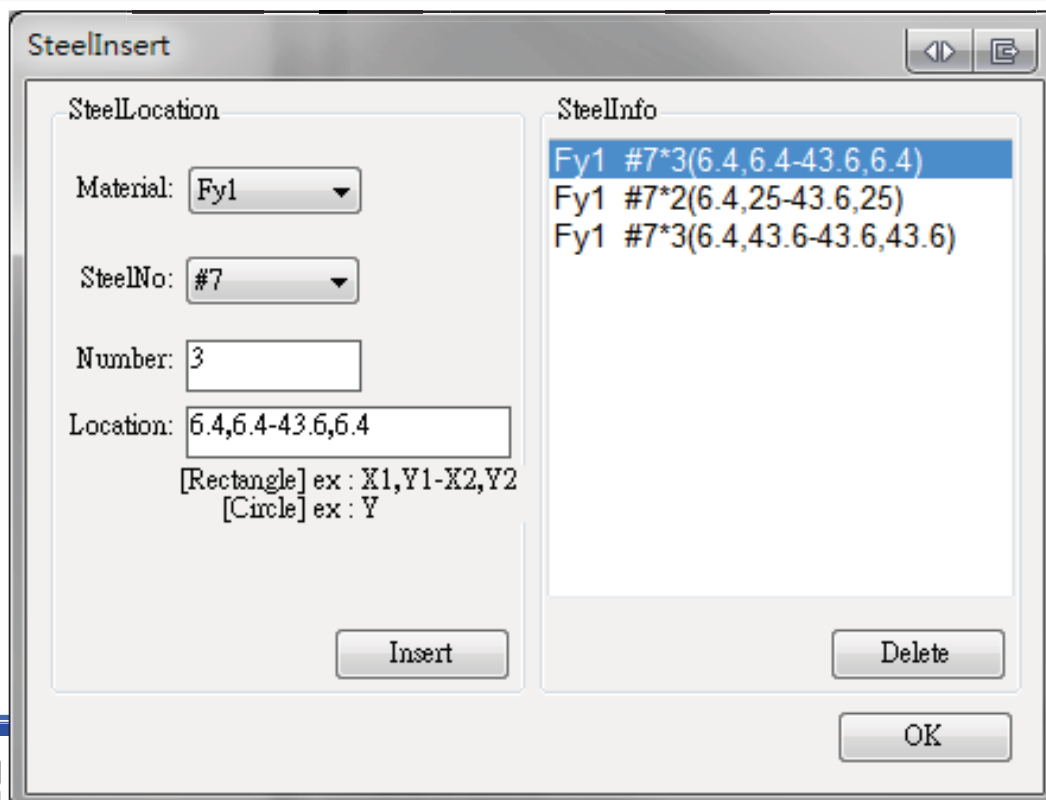 SteelInsert
SteelLocation
Material: Fy1
SteelNo: #7
Number: 3
Location: 6.4,6.4-43.6,6.4
[Rectangle] ex : X1,Y1-X2,Y2
[Circle] ex : Y
Insert
SteelInfo
Fy1 #7*3(6.4,6.4-43.6,6.4)
Fy1 #7*2(6.4,25-43.6,25)
Fy1 #7*3(6.4,43.6-43.6,43.6)
Delete
OK